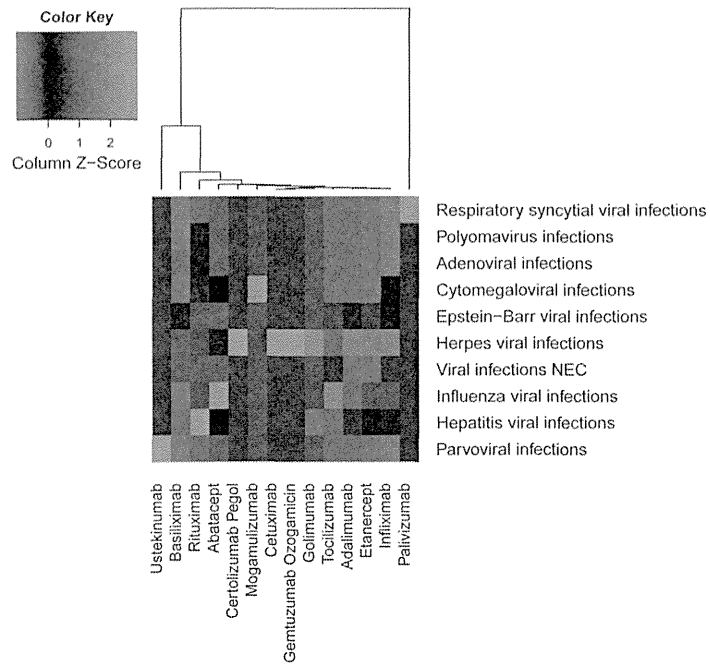 Color Key
0 1 2
Column Z-Score
Respiratory syncytial viral infections
Polyomavirus infections
Adenoviral infections
Cytomegaloviral infections
Epstein-Barr viral infections
Herpes viral infections
Viral infections NEC
Influenza viral infections
Hepatitis viral infections
Parvoviral infections
Ustekinumab
Basiliximab
Rituximab
Abatacept
Certolizumab Pegol
Mogamulizumab
Cetuximab
Gemtuzumab Ozogamicin
Golimumab
Tocilizumab
Adalimumab
Etanercept
Infliximab
Palivizumab